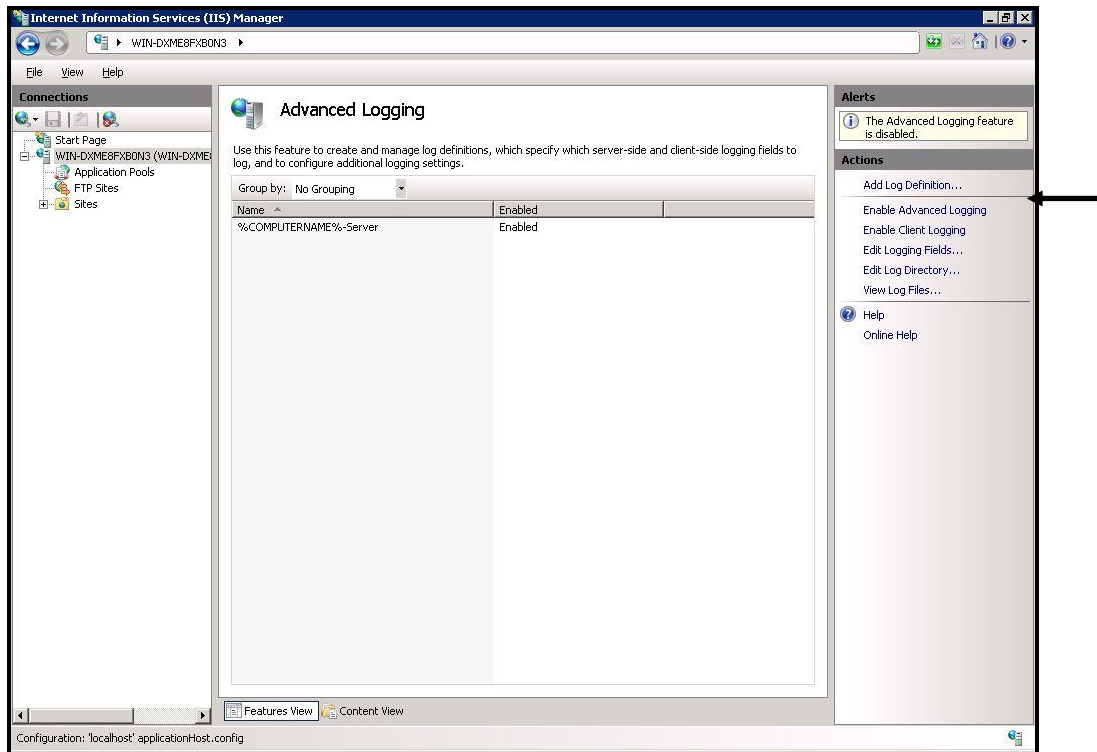 Internet Information Services (IIS) Manager
WIN-DXME8FXB0N3
File View Help
Connections
Start Page
WIN-DXME8FXB0N3 (WIN-DXME
Application Pools
FTP Sites
Sites
Advanced Logging
Use this feature to create and manage log definitions, which specify which server-side and client-side logging fields to
log, and to configure additional logging settings.
Group by: No Grouping
Name Enabled
%COMPUTERNAME%-Server Enabled
Features View Content View
Alerts
The Advanced Logging feature
is disabled.
Actions
Add Log Definition...
Enable Advanced Logging
Enable Client Logging
Edit Logging Fields...
Edit Log Directory...
View Log Files...
Help
Online Help
Configuration: 'localhost' applicationHost.config